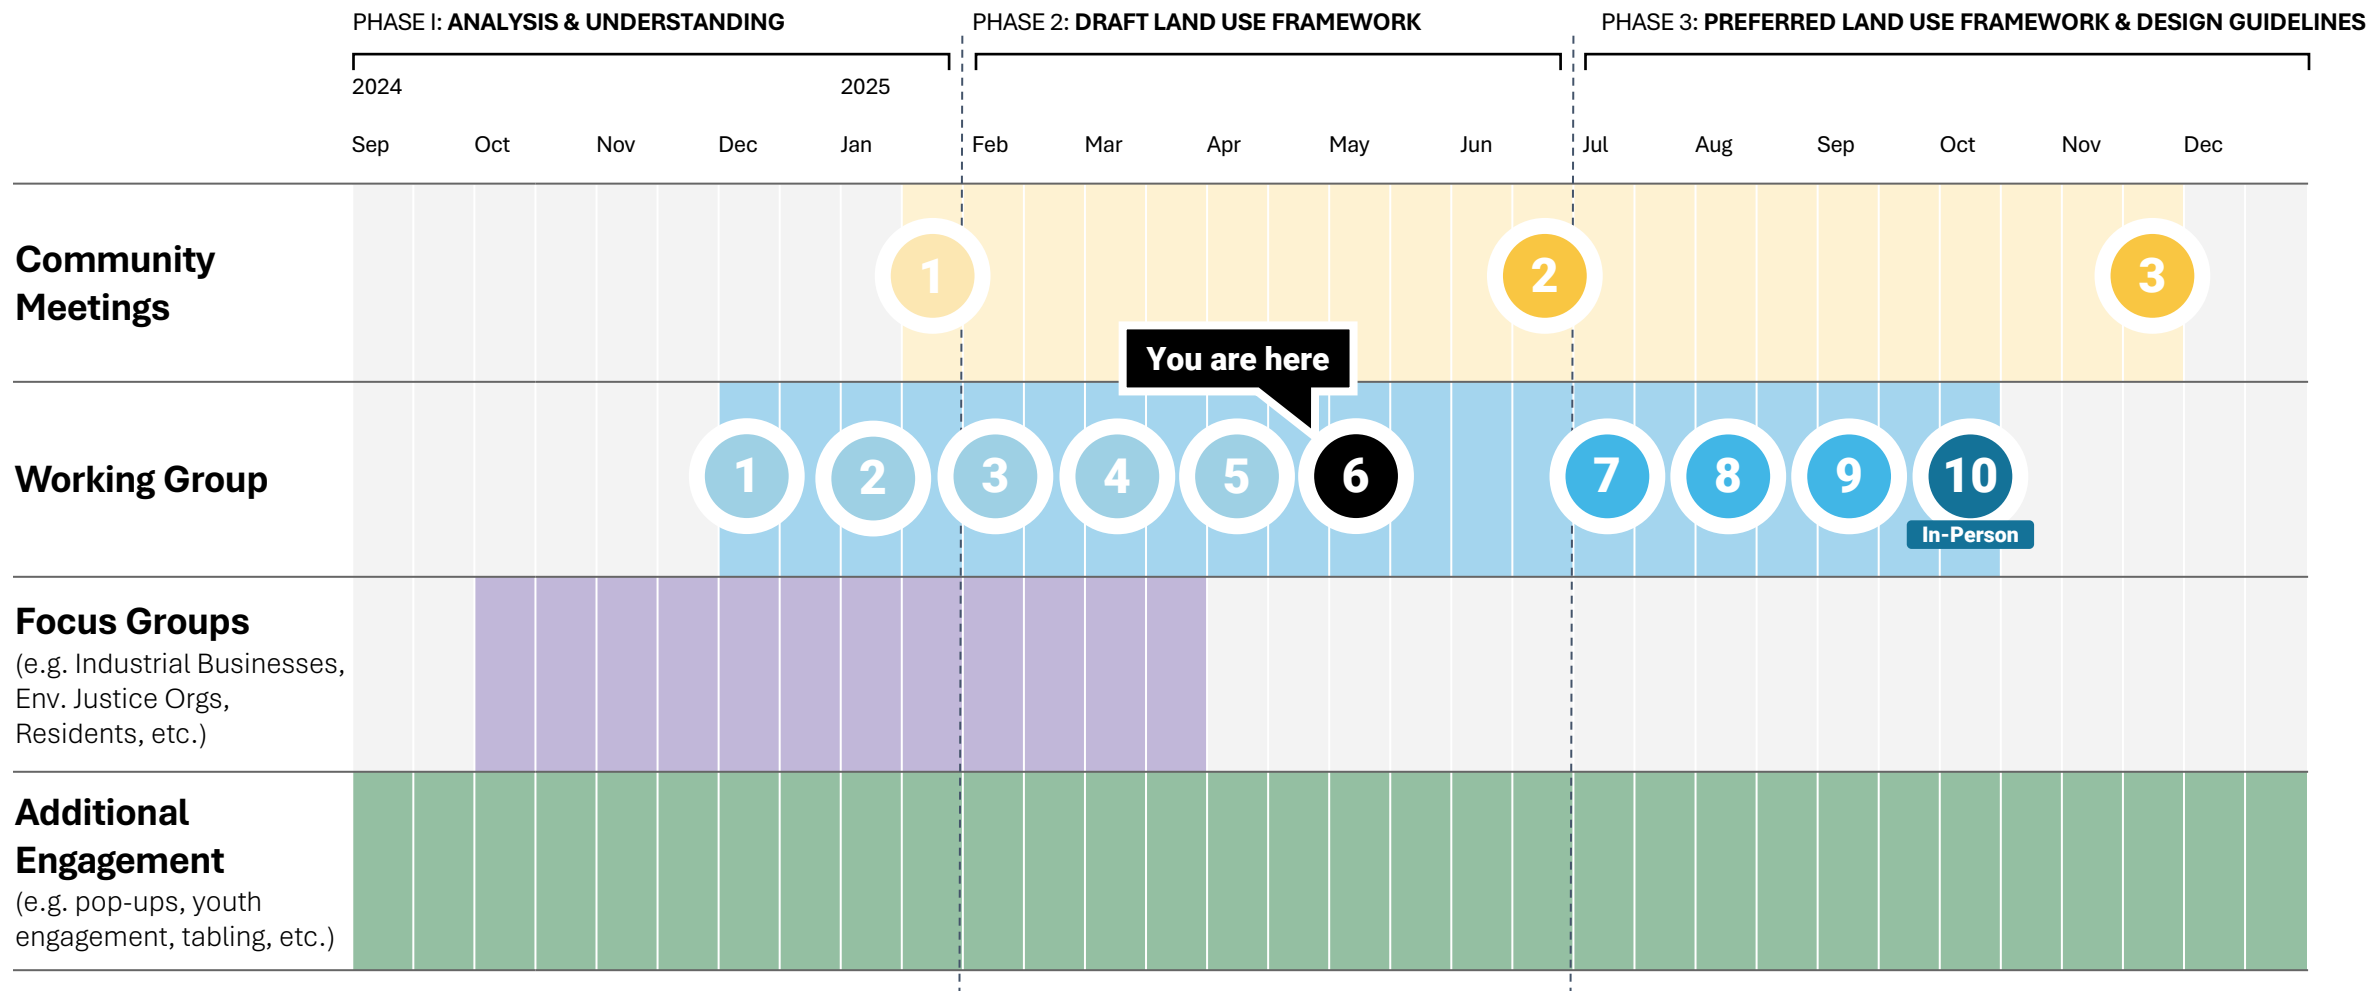 PHASE I: ANALYSIS & UNDERSTANDING
PHASE 2: DRAFT LAND USE FRAMEWORK
PHASE 3: PREFERRED LAND USE FRAMEWORK & DESIGN GUIDELINES
2024
2025
Sep
Oct
Nov
Dec
Jan
Feb
Mar
Apr
May
Jun
Jul
Aug
Sep
Oct
Nov
Dec
Community
Meetings
1
2
3
You are here
Working Group
1
2
3
4
5
6
7
8
9
10
In-Person
Focus Groups
(e.g. Industrial Businesses,
Env. Justice Orgs,
Residents, etc.)
Additional
Engagement
(e.g. pop-ups, youth
engagement, tabling, etc.)